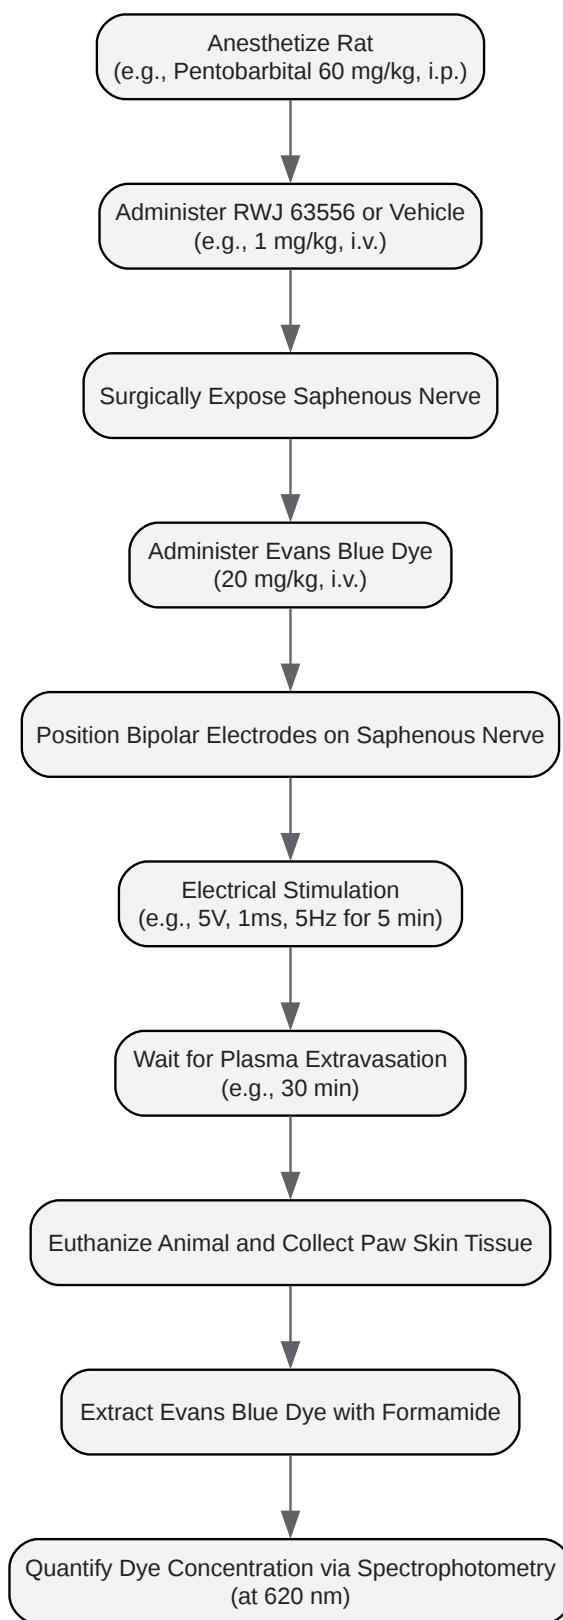 Anesthetize Rat
(e.g., Pentobarbital 60 mg/kg, i.p.)
Administer RWJ 63556 or Vehicle
(e.g., 1 mg/kg, i.v.)
Surgically Expose Saphenous Nerve
Administer Evans Blue Dye
(20 mg/kg, i.v.)
Position Bipolar Electrodes on Saphenous Nerve
Electrical Stimulation
(e.g., 5V, 1ms, 5Hz for 5 min)
Wait for Plasma Extravasation
(e.g., 30 min)
Euthanize Animal and Collect Paw Skin Tissue
Extract Evans Blue Dye with Formamide
Quantify Dye Concentration via Spectrophotometry
(at 620 nm)